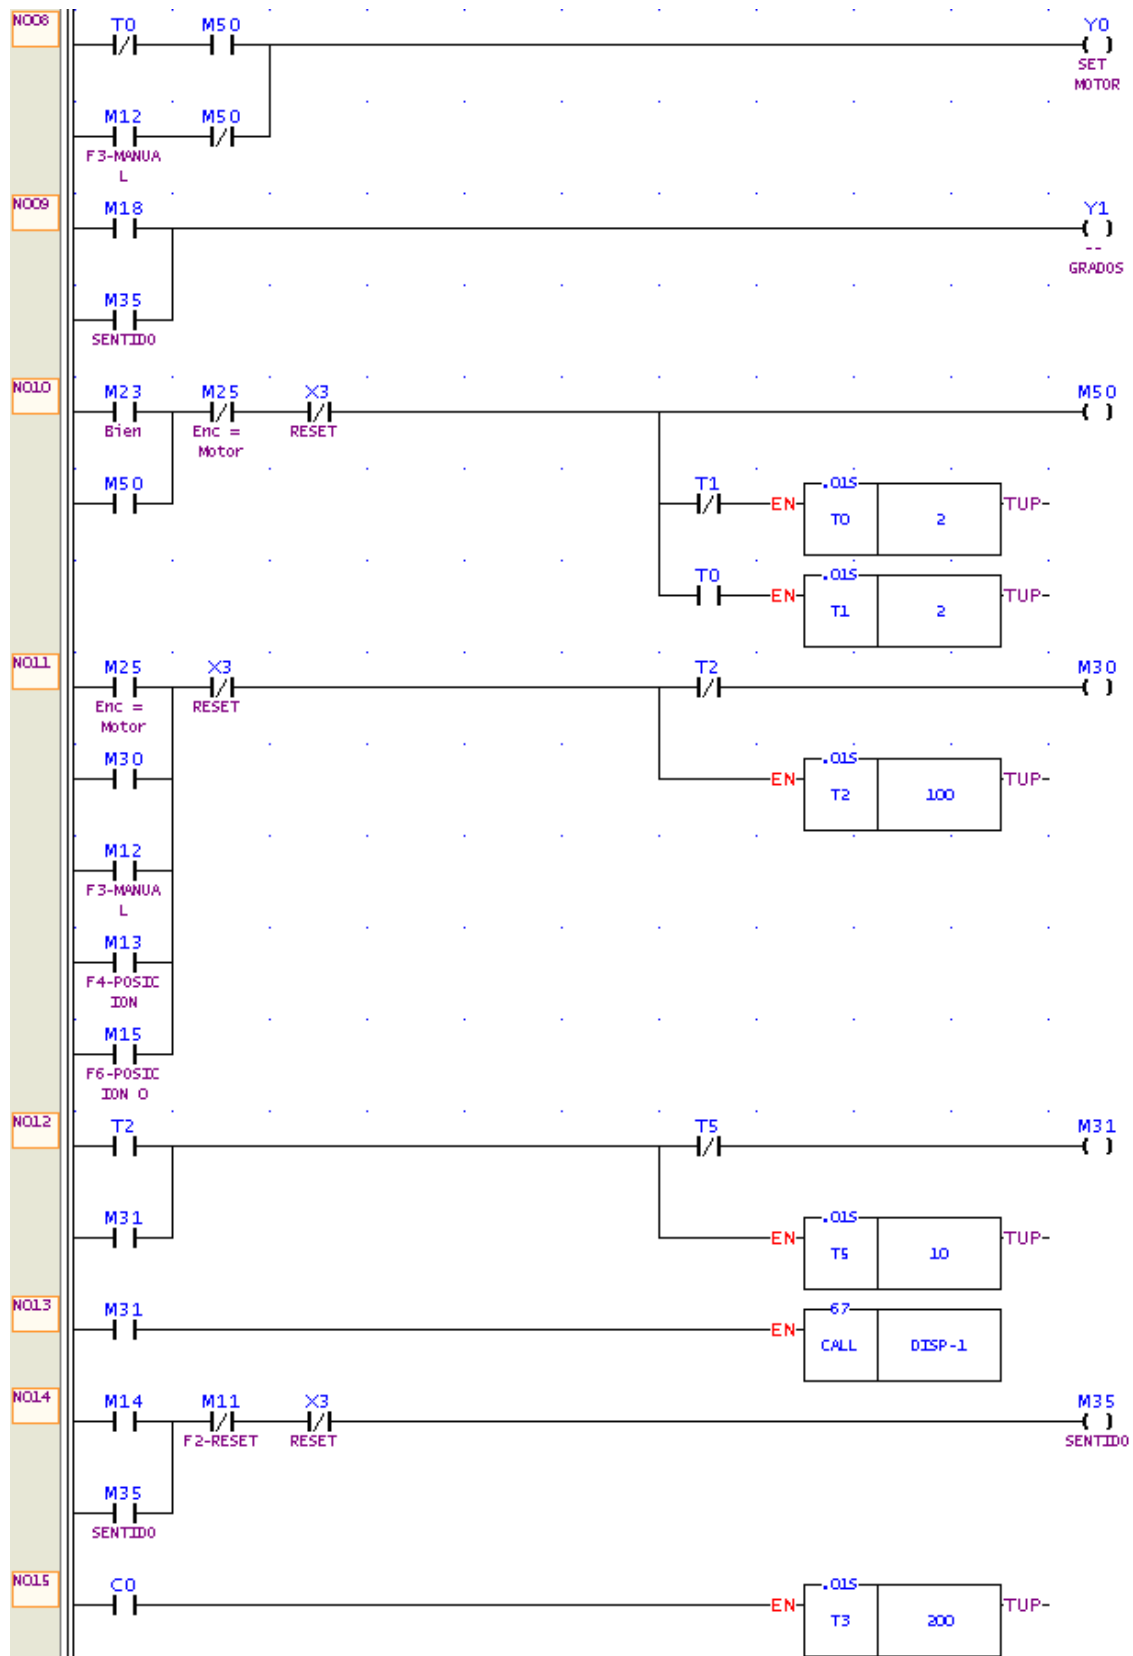 N008
T0 M50 Y0
SET
MOTOR
M12 M50
F3-MANUA
L
N009
M18 Y1
--
GRADOS
M35
SENTIDO
N010
M23 M25 X3 M50
Bien Enc = RESET
Motor
M50 T1 .01S
EN T0 2 TUP
T0 .01S
EN T1 2 TUP
N011
M25 X3 T2 M30
Enc = RESET
Motor
M30 .01S
EN T2 100 TUP
M12
F3-MANUA
L
M13
F4-POSIC
ION
M15
F6-POSIC
ION 0
N012
T2 T5 M31
M31 .01S
EN T5 10 TUP
N013
M31 67
EN CALL DISP-1
N014
M14 M11 X3 M35
F2-RESET RESET SENTIDO
M35
SENTIDO
N015
C0 .01S
EN T3 200 TUP